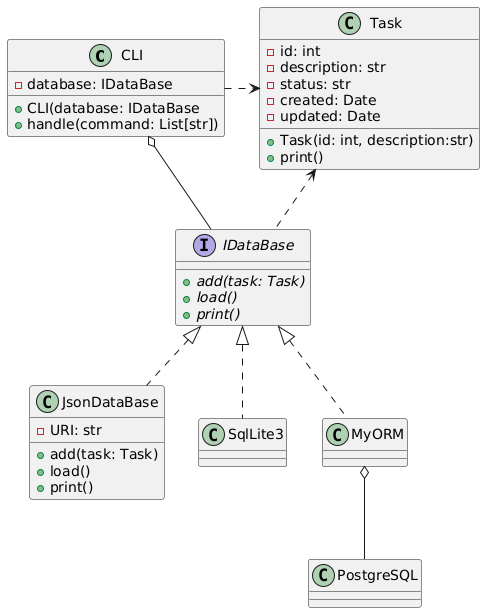 C CLI
database: IDataBase
CLI(database: IDataBase
handle(command: List[str])
C Task
id: int
description: str
status: str
created: Date
updated: Date
Task(id: int, description:str)
print()
I IDataBase
add(task: Task)
load()
print()
C JsonDataBase
URI: str
add(task: Task)
load()
print()
C SqlLite3
C MyORM
C PostgreSQL